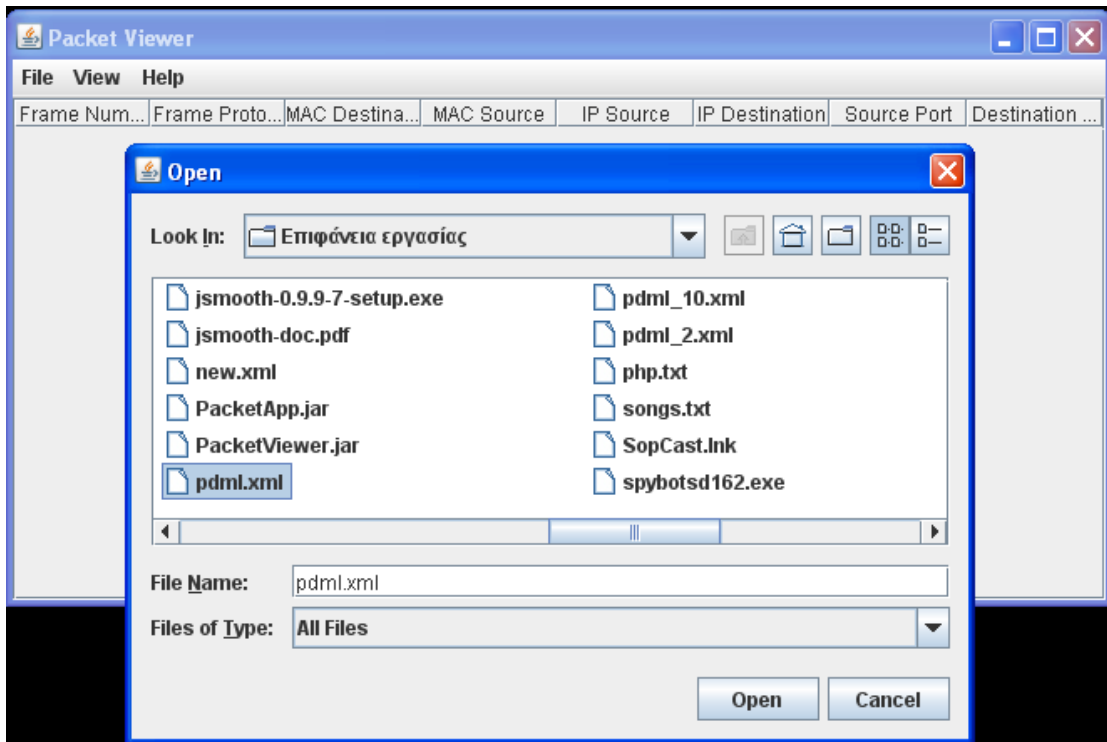 Packet Viewer
File View Help
Frame Num... Frame Proto... MAC Destina... MAC Source IP Source IP Destination Source Port Destination ...
Open
Look In: Επιφάνεια εργασίας
jsmooth-0.9.9-7-setup.exe
jsmooth-doc.pdf
new.xml
PacketApp.jar
PacketViewer.jar
pdml.xml
pdml_10.xml
pdml_2.xml
php.txt
songs.txt
SopCast.lnk
spybotsd162.exe
File Name: pdml.xml
Files of Type: All Files
Open Cancel